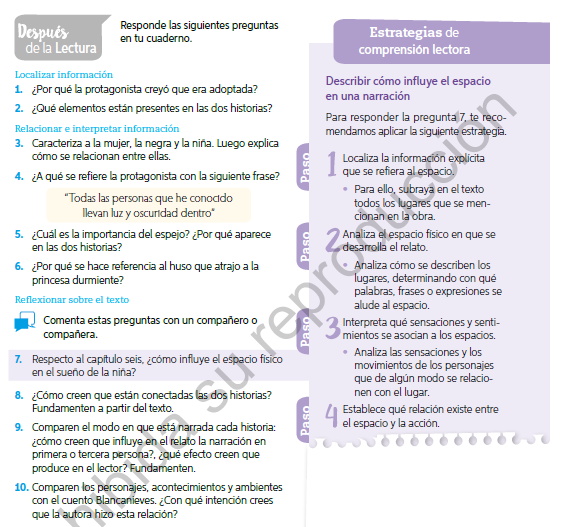 Después
de la Lectura
Responde las siguientes preguntas
en tu cuaderno.
Localizar información
1. ¿Por qué la protagonista creyó que era adoptada?
2. ¿Qué elementos están presentes en las dos historias?
Relacionar e interpretar información
3. Caracteriza a la mujer, la negra y la niña. Luego explica
cómo se relacionan entre ellas.
4. ¿A qué se refiere la protagonista con la siguiente frase?
“Todas las personas que he conocido
llevan luz y oscuridad dentro”
5. ¿Cuál es la importancia del espejo? ¿Por qué aparece
en las dos historias?
6. ¿Por qué se hace referencia al huso que atrajo a la
princesa durmiente?
Reflexionar sobre el texto
Comenta estas preguntas con un compañero o
compañera.
7. Respecto al capítulo seis, ¿cómo influye el espacio físico
en el sueño de la niña?
8. ¿Cómo creen que están conectadas las dos historias?
Fundamenten a partir del texto.
9. Comparen el modo en que está narrada cada historia:
¿cómo creen que influye en el relato la narración en
primera o tercera persona?, ¿qué efecto creen que
produce en el lector? Fundamenten.
10. Comparen los personajes, acontecimientos y ambientes
con el cuento Blancanieves. ¿Con qué intención crees
que la autora hizo esta relación?
Estrategias de
comprensión lectora
Describir cómo influye el espacio
en una narración
Para responder la pregunta 7, te reco-
mendamos aplicar la siguiente estrategia.
Paso
1 Localiza la información explícita
que se refiera al espacio.
• Para ello, subraya en el texto
todos los lugares que se men-
cionan en la obra.
Paso
2 Analiza el espacio físico en que se
desarrolla el relato.
• Analiza cómo se describen los
lugares, determinando con qué
palabras, frases o expresiones se
alude al espacio.
Paso
3 Interpreta qué sensaciones y senti-
mientos se asocian a los espacios.
• Analiza las sensaciones y los
movimientos de los personajes
que de algún modo se relacio-
nen con el lugar.
Paso
4 Establece qué relación existe entre
el espacio y la acción.
hibida su reproducción